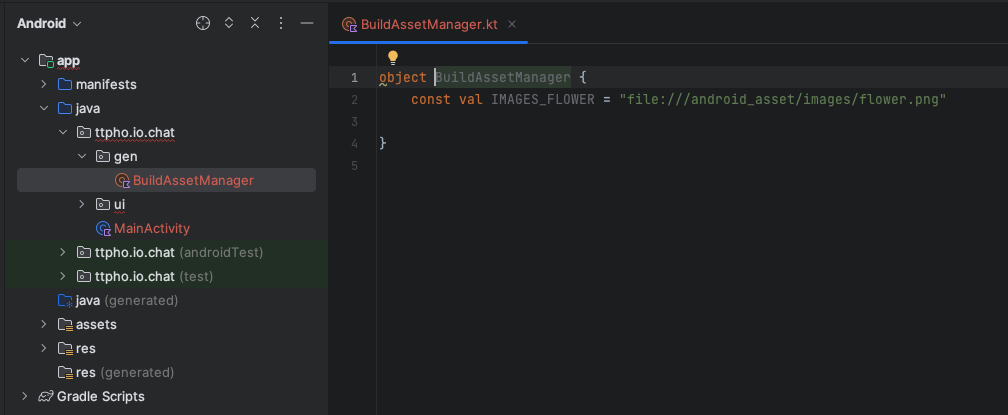 Android
app
manifests
java
ttpho.io.chat
gen
BuildAssetManager
ui
MainActivity
ttpho.io.chat (androidTest)
ttpho.io.chat (test)
java (generated)
assets
res
res (generated)
Gradle Scripts
BuildAssetManager.kt
1 object BuildAssetManager {
2 const val IMAGES_FLOWER = "file:///android_asset/images/flower.png"
3
4 }
5